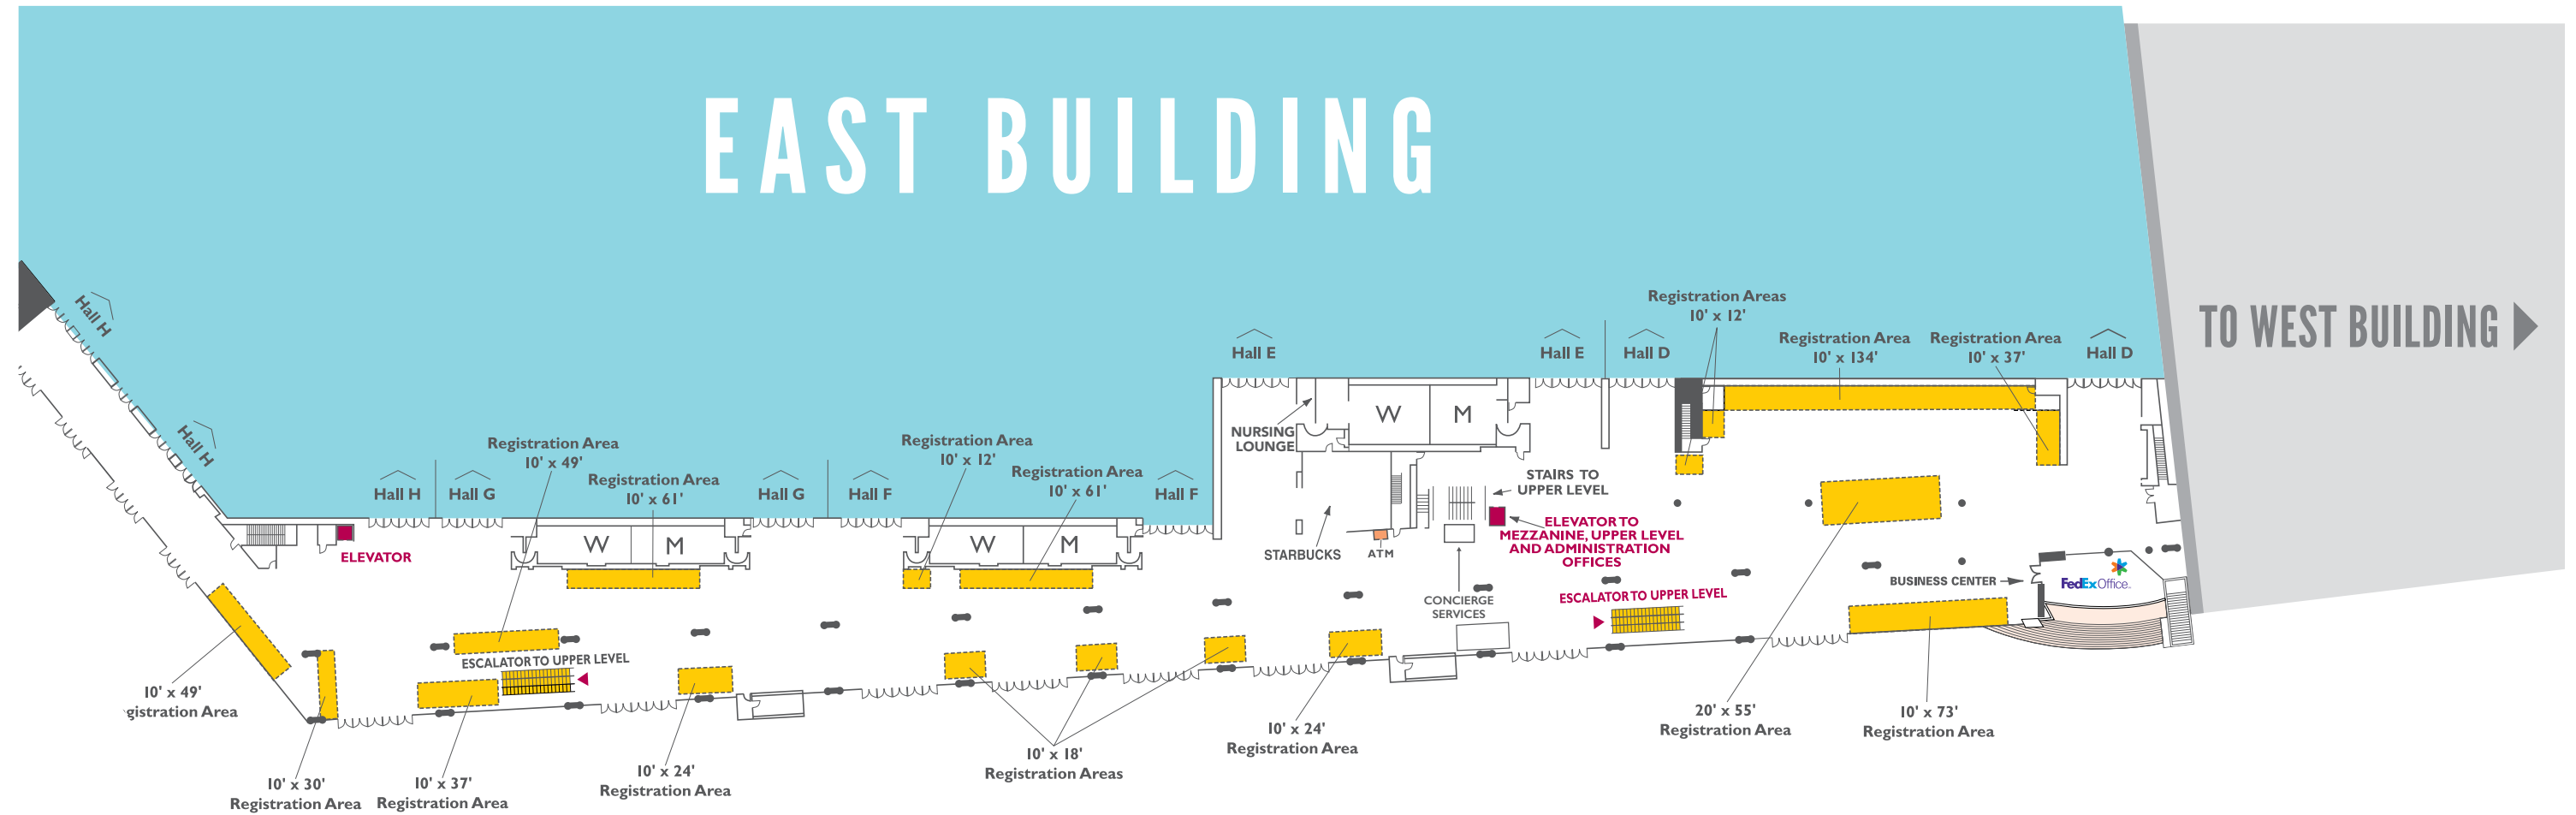 EAST BUILDING
TO WEST BUILDING
Hall H
Hall H
Hall H
Hall G
Registration Area
10' x 49'
Registration Area
10' x 61'
Hall G
Hall F
Registration Area
10' x 12'
Registration Area
10' x 61'
Hall F
Hall E
Hall E
Hall D
Registration Areas
10' x 12'
Registration Area
10' x 134'
Registration Area
10' x 37'
Hall D
NURSING
LOUNGE
W
M
W
M
W
M
STAIRS TO
UPPER LEVEL
ELEVATOR
STARBUCKS
ATM
ELEVATOR TO
MEZZANINE, UPPER LEVEL
AND ADMINISTRATION
OFFICES
CONCIERGE
SERVICES
ESCALATOR TO UPPER LEVEL
BUSINESS CENTER
FedEx Office
ESCALATOR TO UPPER LEVEL
10' x 49'
gistration Area
10' x 30'
Registration Area
10' x 37'
Registration Area
10' x 24'
Registration Area
10' x 18'
Registration Areas
10' x 24'
Registration Area
20' x 55'
Registration Area
10' x 73'
Registration Area